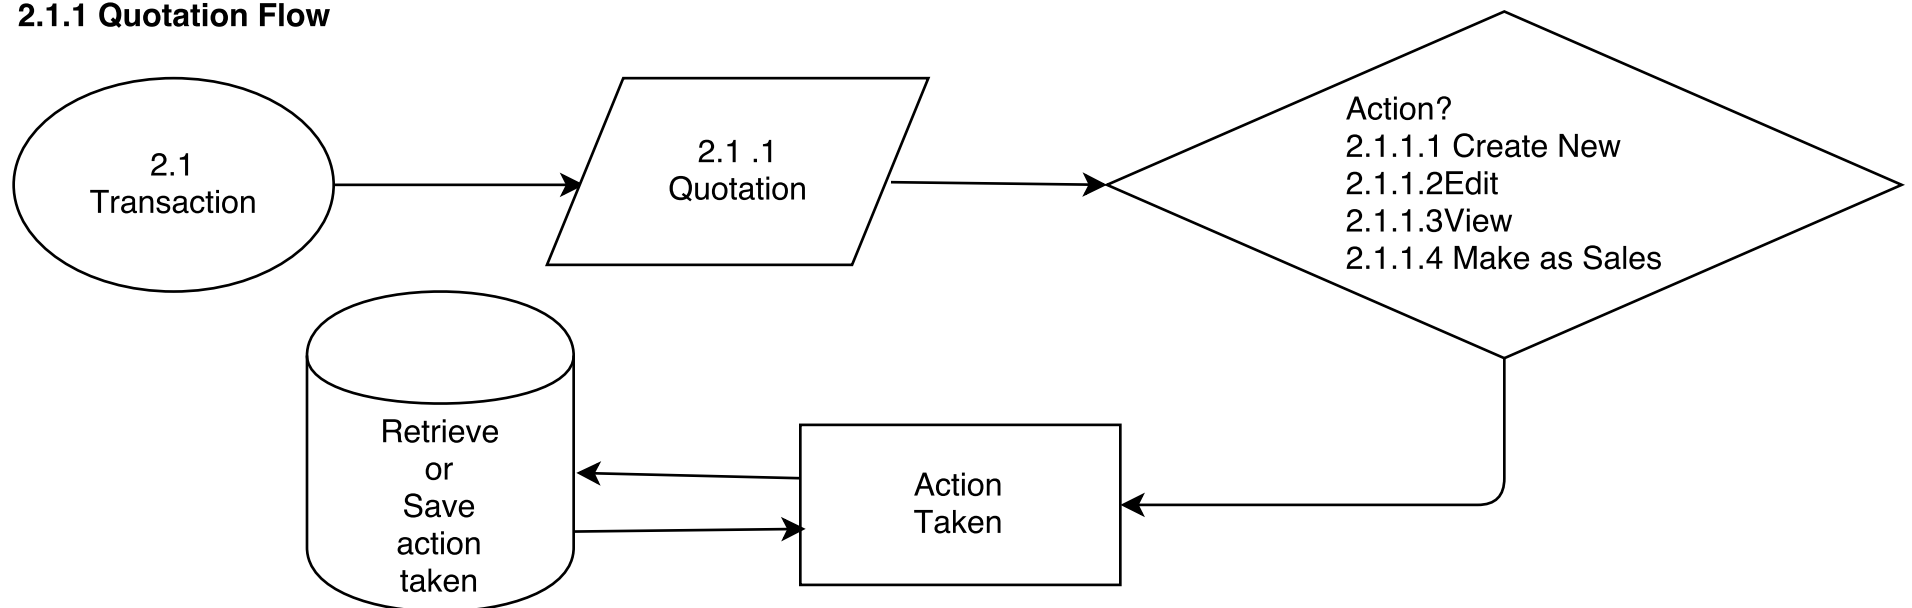 2.1.1 Quotation Flow
2.1
Transaction
2.1 .1
Quotation
Action?
2.1.1.1 Create New
2.1.1.2Edit
2.1.1.3View
2.1.1.4 Make as Sales
Retrieve
or
Save
action
taken
Action
Taken